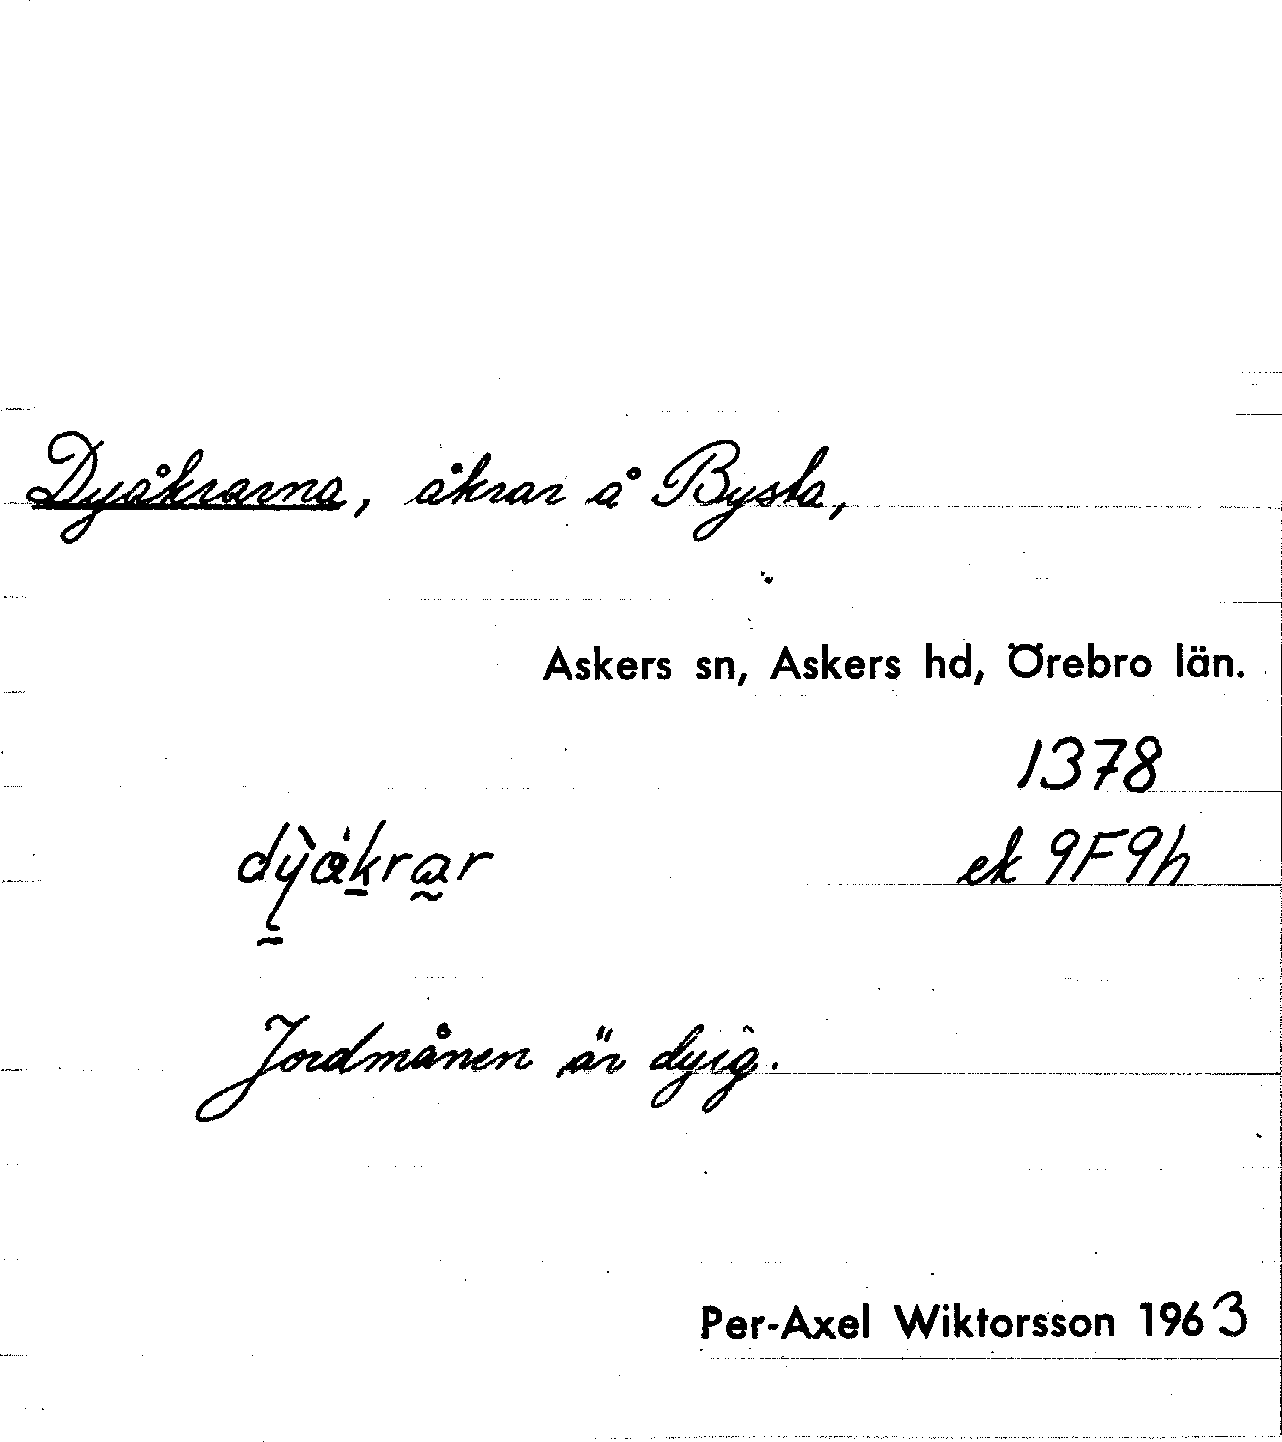 Dyåkrarna, åkrar å Bysta,
Askers sn, Askers hd, Örebro län.
1378
dỳåkrar ek 9F9h
Jordmånen är dyig.
Per-Axel Wiktorsson 1963